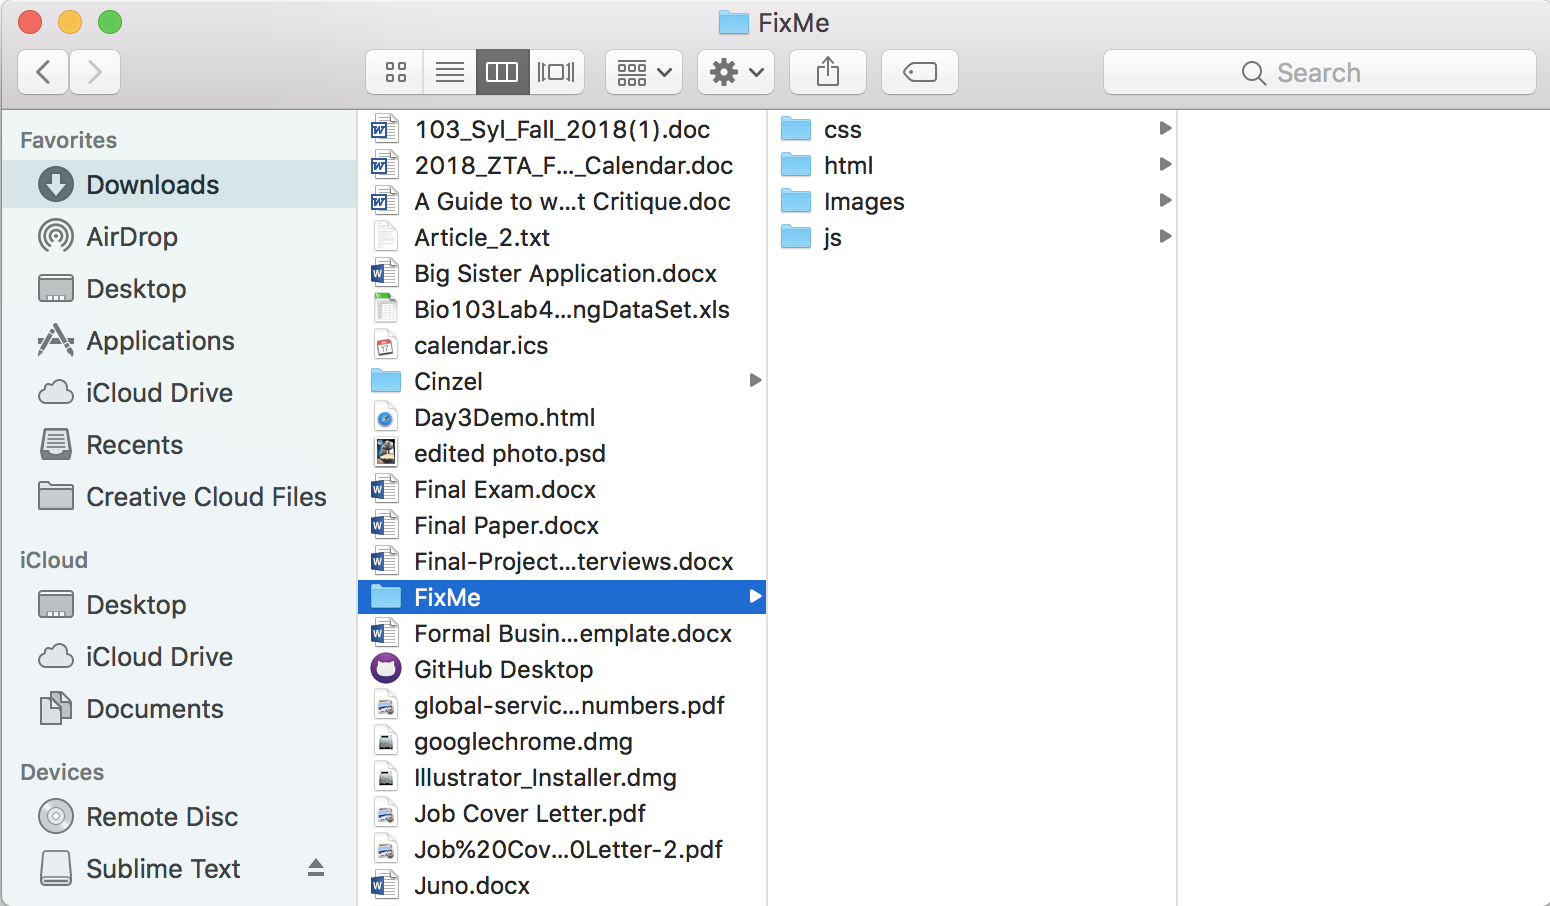 FixMe
Search
Favorites
Downloads
AirDrop
Desktop
Applications
iCloud Drive
Recents
Creative Cloud Files
iCloud
Desktop
iCloud Drive
Documents
Devices
Remote Disc
Sublime Text
103_Syl_Fall_2018(1).doc
2018_ZTA_F..._Calendar.doc
A Guide to w...t Critique.doc
Article_2.txt
Big Sister Application.docx
Bio103Lab4...ngDataSet.xls
calendar.ics
Cinzel
Day3Demo.html
edited photo.psd
Final Exam.docx
Final Paper.docx
Final-Project...terviews.docx
FixMe
Formal Busin...emplate.docx
GitHub Desktop
global-servic...numbers.pdf
googlechrome.dmg
Illustrator_Installer.dmg
Job Cover Letter.pdf
Job%20Cov...0Letter-2.pdf
Juno.docx
css
html
Images
js